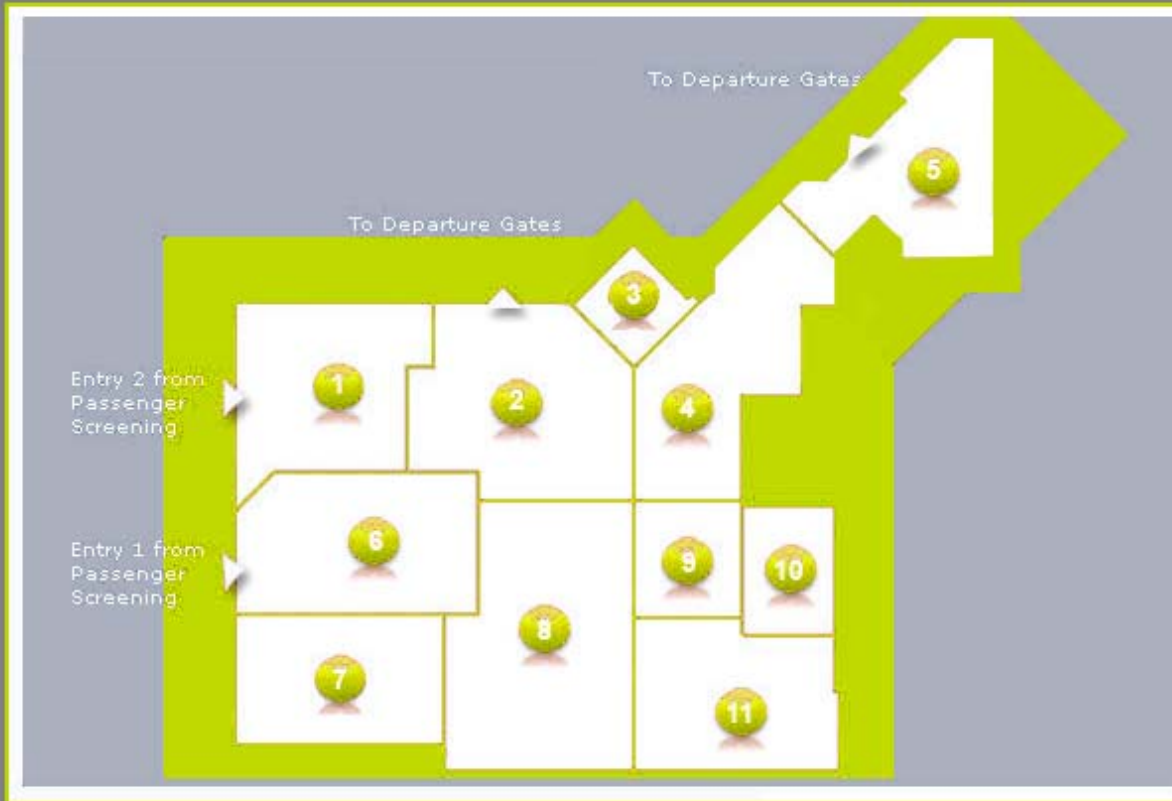 To Departure Gates
5
To Departure Gates
3
Entry 2 from
Passenger
Screening
1
2
4
Entry 1 from
Passenger
Screening
6
9
10
8
7
11